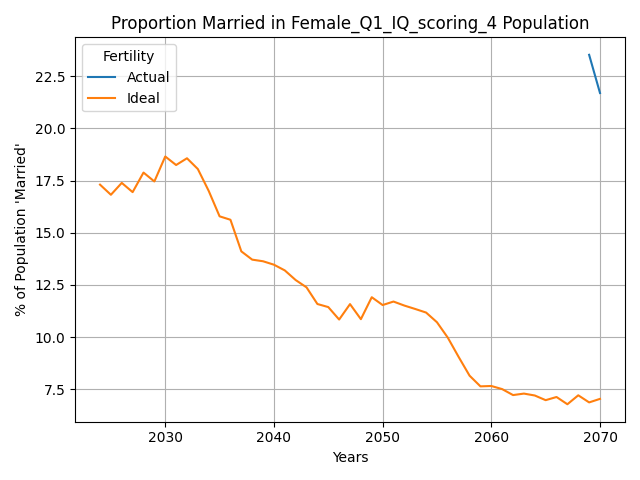 Proportion Married in Female_Q1_IQ_scoring_4 Population
Fertility
Actual
Ideal
% of Population 'Married'
22.5
20.0
17.5
15.0
12.5
10.0
7.5
2030 2040 2050 2060 2070
Years